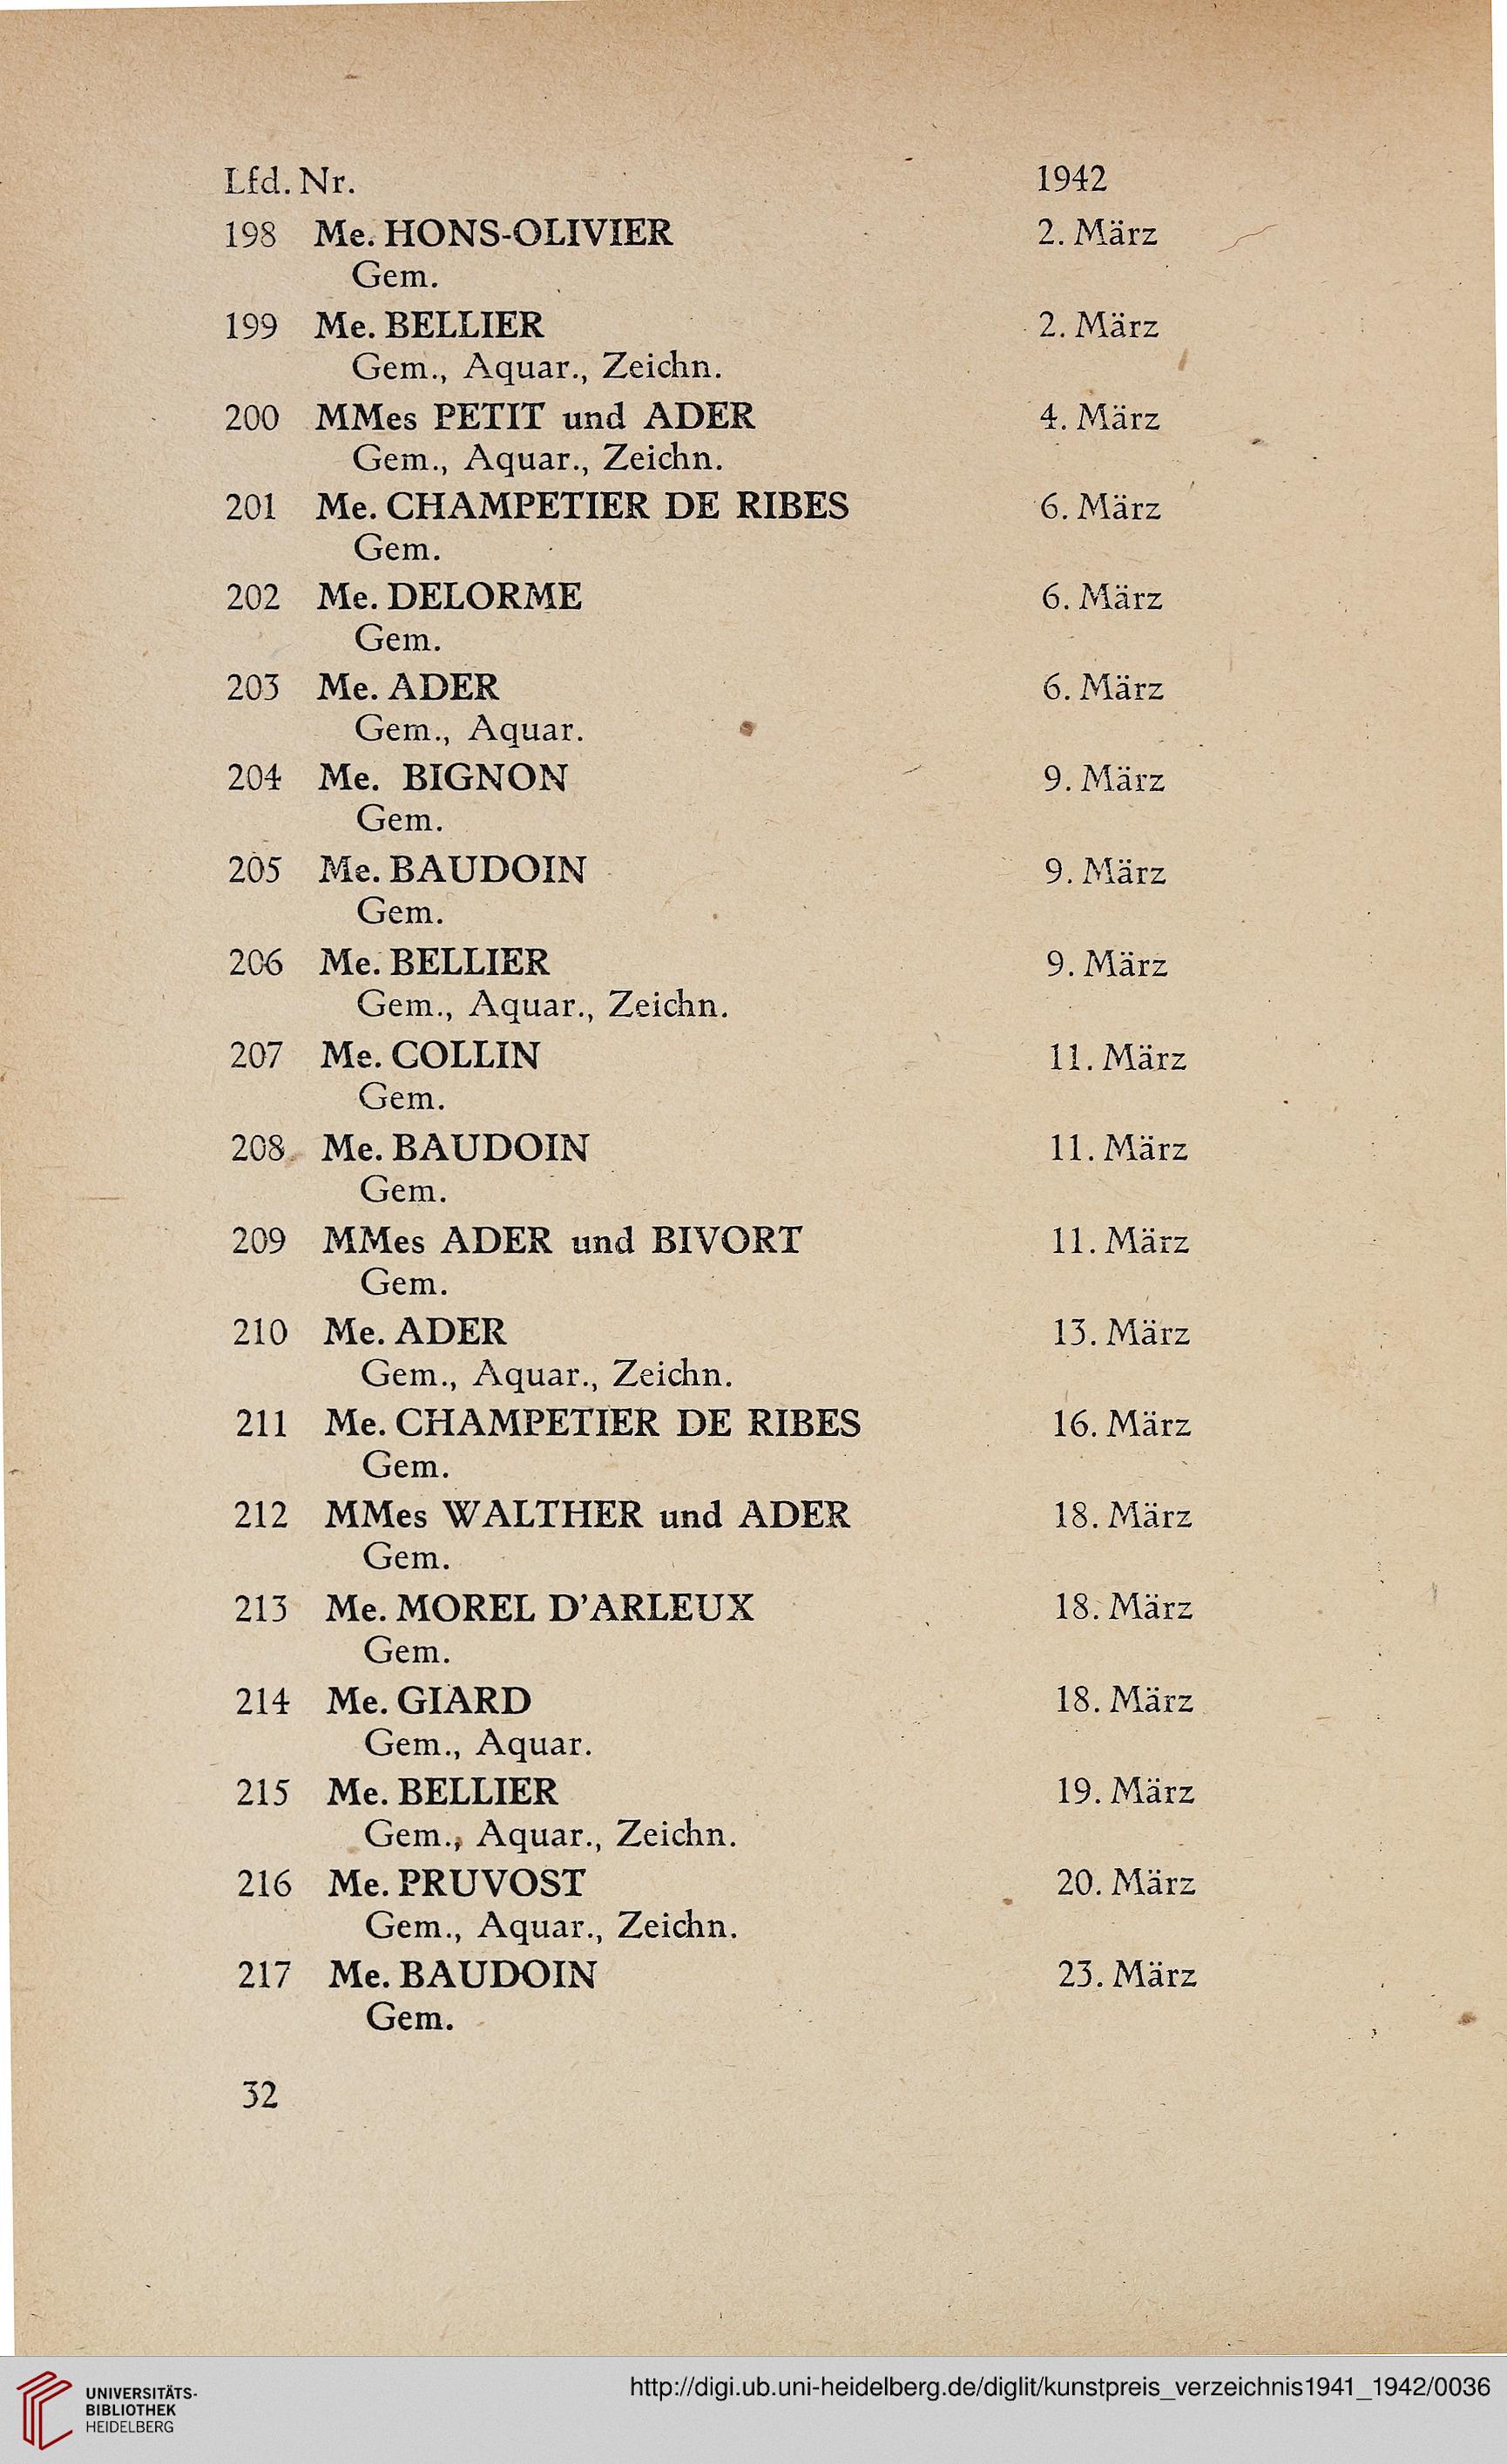 Lfd. Nr. 1942
198 Me. HONS-OLIVIER 2. März
Gem.
199 Me. BELLIER 2. März
Gem., Aquar., Zeichn.
200 MMes PETIT und ADER 4. März
Gem., Aquar., Zeichn.
201 Me. CHAMPETIER DE RIBES 6. März
Gem.
202 Me. DELORME 6. März
Gem.
203 Me. ADER 6. März
Gem., Aquar.
204 Me. BIGNON 9. März
Gem.
205 Me. BAUDOIN 9. März
Gem.
206 Me. BELLIER 9. März
Gem., Aquar., Zeichn.
207 Me. COLLIN 11. März
Gem.
208 Me. BAUDOIN 11. März
Gem.
209 MMes ADER und BIVORT 11. März
Gem.
210 Me. ADER 13. März
Gem., Aquar., Zeichn.
211 Me. CHAMPETIER DE RIBES 16. März
Gem.
212 MMes WALTHER und ADER 18. März
Gem.
213 Me. MOREL D'ARLEUX 18. März
Gem.
214 Me. GIARD 18. März
Gem., Aquar.
215 Me. BELLIER 19. März
Gem., Aquar., Zeichn.
216 Me. PRUVOST 20. März
Gem., Aquar., Zeichn.
217 Me. BAUDOIN 23. März
Gem.
32
UNIVERSITÄTS-
BIBLIOTHEK
HEIDELBERG
http://digi.ub.uni-heidelberg.de/diglit/kunstpreis_verzeichnis1941_1942/0036